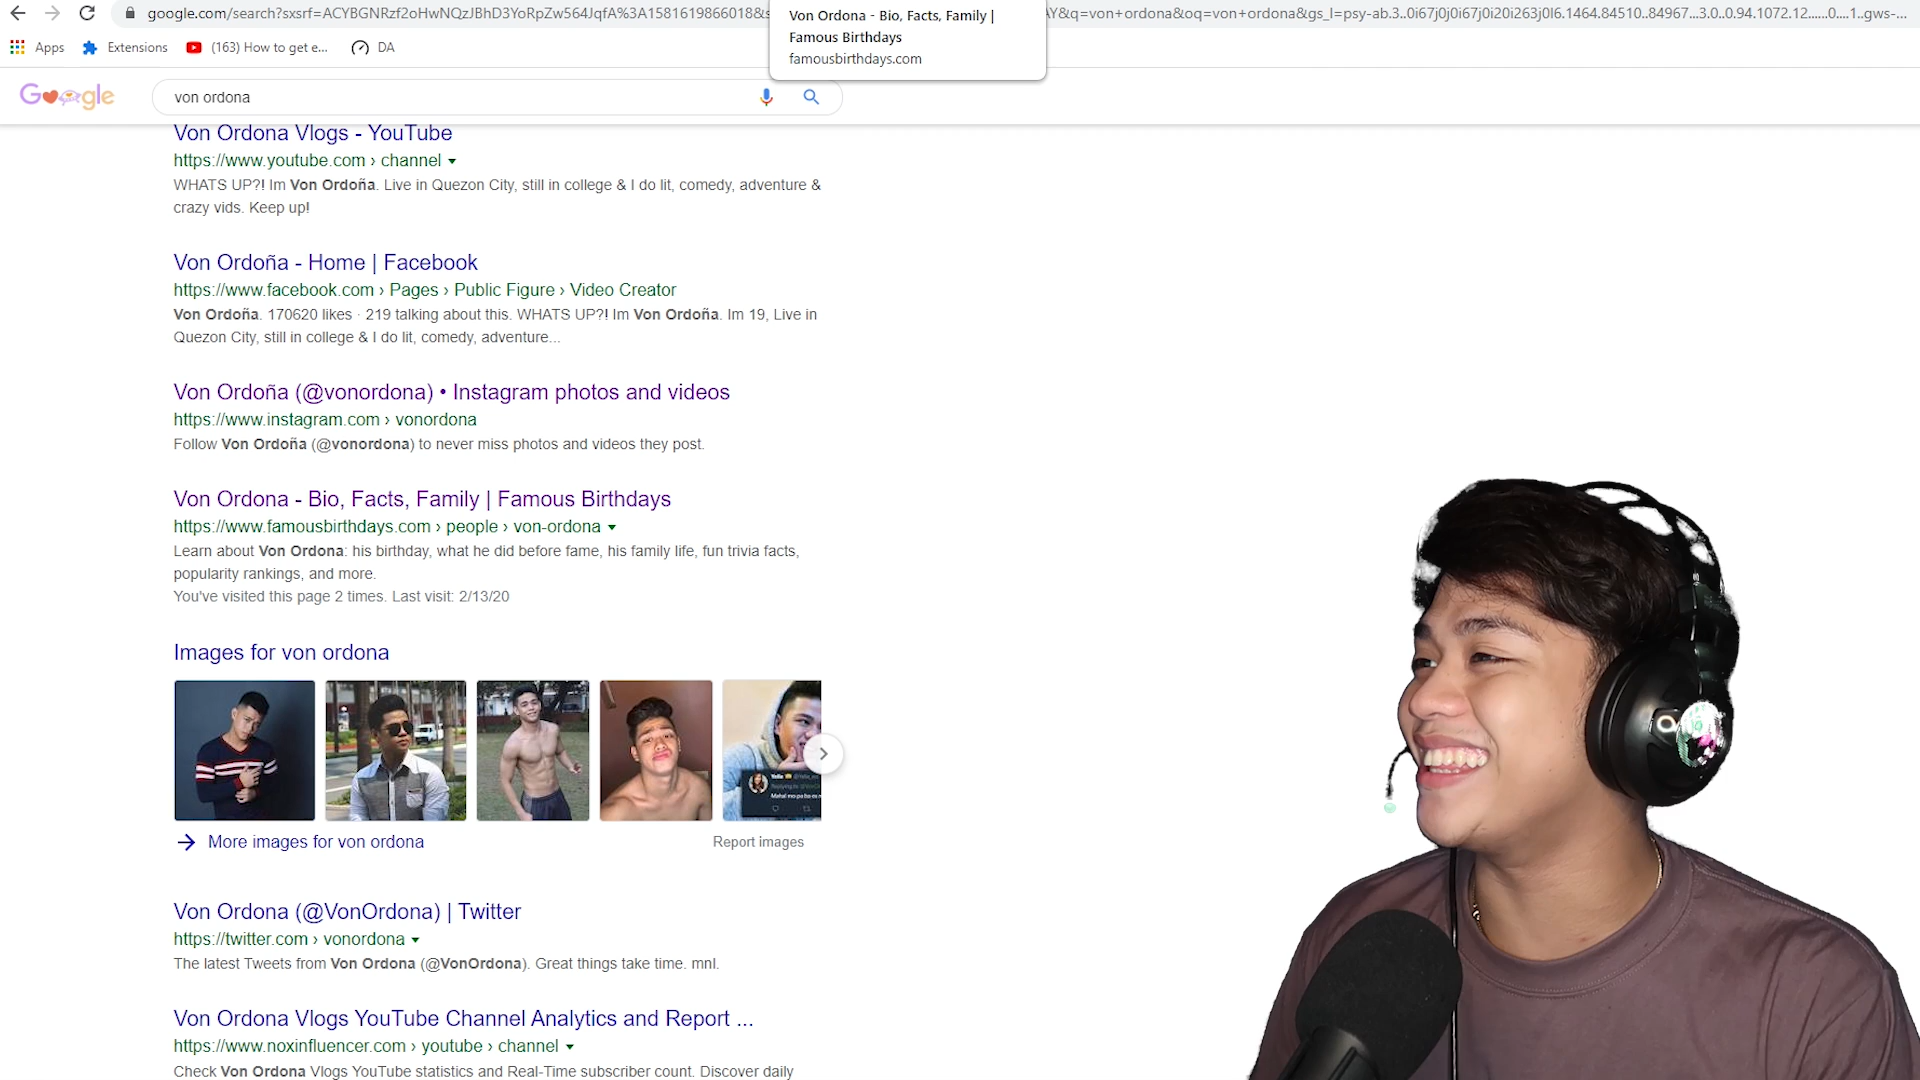 google.com/search?sxsrf=ACYBGNRzf2oHwNQzJBhD3YoRpZw564JqfA%3A1581619866018&s
Von Ordona - Bio, Facts, Family |
Famous Birthdays
famousbirthdays.com
AY&q=von+ordona&oq=von+ordona&gs_l=psy-ab.3..0i67j0j0i67j0i20i263j0l6.1464.84510..84967...3.0..0.94.1072.12......0....1..gws-...
Apps
Extensions
(163) How to get e...
DA
Google
von ordona
Von Ordona Vlogs - YouTube
https://www.youtube.com › channel
WHATS UP?! Im Von Ordoña. Live in Quezon City, still in college & I do lit, comedy, adventure &
crazy vids. Keep up!
Von Ordoña - Home | Facebook
https://www.facebook.com › Pages › Public Figure › Video Creator
Von Ordoña. 170620 likes · 219 talking about this. WHATS UP?! Im Von Ordoña. Im 19, Live in
Quezon City, still in college & I do lit, comedy, adventure...
Von Ordoña (@vonordona) • Instagram photos and videos
https://www.instagram.com › vonordona
Follow Von Ordoña (@vonordona) to never miss photos and videos they post.
Von Ordona - Bio, Facts, Family | Famous Birthdays
https://www.famousbirthdays.com › people › von-ordona
Learn about Von Ordona: his birthday, what he did before fame, his family life, fun trivia facts,
popularity rankings, and more.
You've visited this page 2 times. Last visit: 2/13/20
Images for von ordona
More images for von ordona
Report images
Von Ordona (@VonOrdona) | Twitter
https://twitter.com › vonordona
The latest Tweets from Von Ordona (@VonOrdona). Great things take time. mnl.
Von Ordona Vlogs YouTube Channel Analytics and Report ...
https://www.noxinfluencer.com › youtube › channel
Check Von Ordona Vlogs YouTube statistics and Real-Time subscriber count. Discover daily